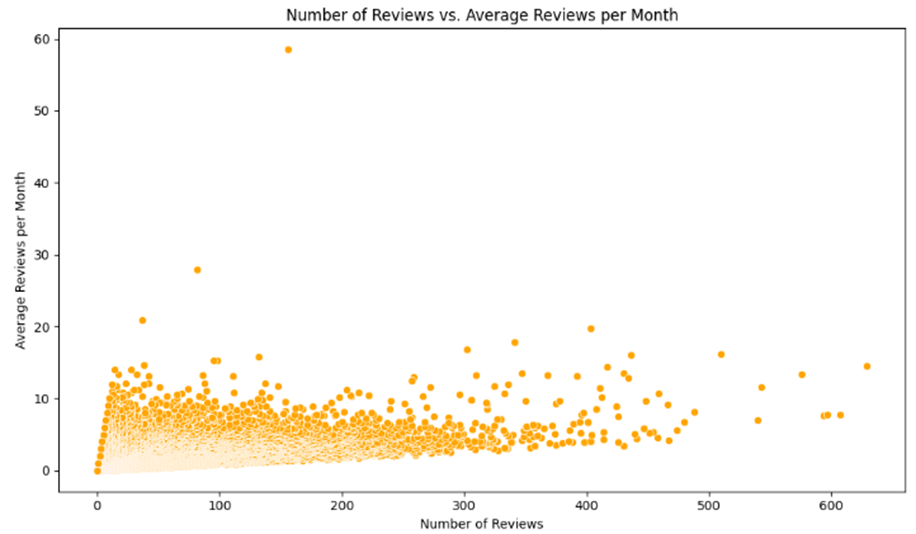 Number of Reviews vs. Average Reviews per Month
60
50
40
30
20
10
0
Average Reviews per Month
0 100 200 300 400 500 600
Number of Reviews